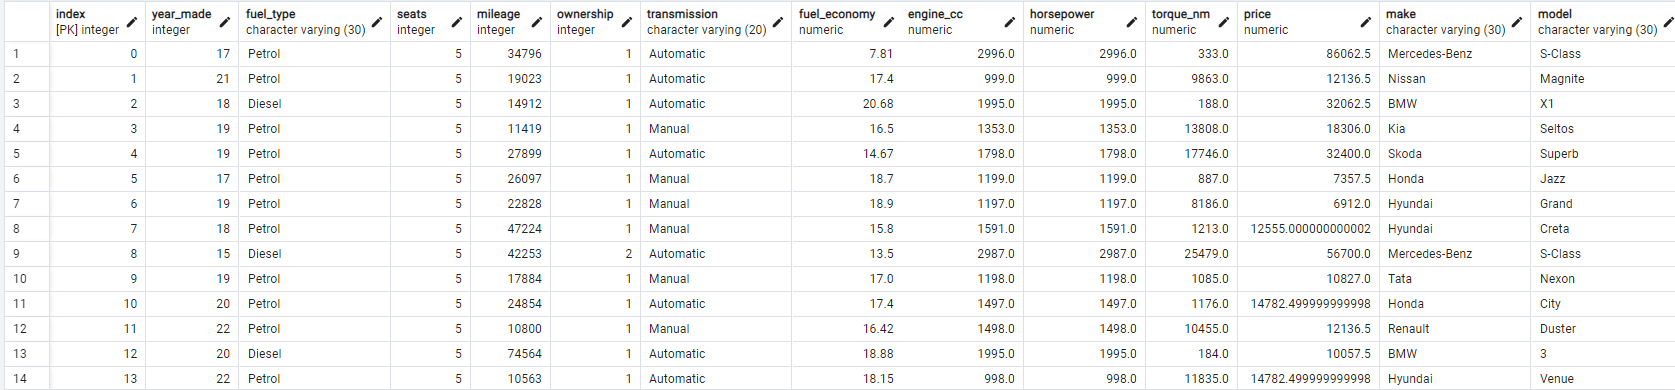 index year_made fuel_type seats mileage ownership transmission fuel_economy engine_cc horsepower torque_nm price make model
[PK] integer integer character varying (30) integer integer integer character varying (20) numeric numeric numeric numeric numeric character varying (30) character varying (30)
1 0 17 Petrol 5 34796 1 Automatic 7.81 2996.0 2996.0 333.0 86062.5 Mercedes-Benz S-Class
2 1 21 Petrol 5 19023 1 Automatic 17.4 999.0 999.0 9863.0 12136.5 Nissan Magnite
3 2 18 Diesel 5 14912 1 Automatic 20.68 1995.0 1995.0 188.0 32062.5 BMW X1
4 3 19 Petrol 5 11419 1 Manual 16.5 1353.0 1353.0 13808.0 18306.0 Kia Seltos
5 4 19 Petrol 5 27899 1 Automatic 14.67 1798.0 1798.0 17746.0 32400.0 Skoda Superb
6 5 17 Petrol 5 26097 1 Manual 18.7 1199.0 1199.0 887.0 7357.5 Honda Jazz
7 6 19 Petrol 5 22828 1 Manual 18.9 1197.0 1197.0 8186.0 6912.0 Hyundai Grand
8 7 18 Petrol 5 47224 1 Manual 15.8 1591.0 1591.0 1213.0 12555.000000000002 Hyundai Creta
9 8 15 Diesel 5 42253 2 Automatic 13.5 2987.0 2987.0 25479.0 56700.0 Mercedes-Benz S-Class
10 9 19 Petrol 5 17884 1 Manual 17.0 1198.0 1198.0 1085.0 10827.0 Tata Nexon
11 10 20 Petrol 5 24854 1 Automatic 17.4 1497.0 1497.0 1176.0 14782.499999999998 Honda City
12 11 22 Petrol 5 10800 1 Manual 16.42 1498.0 1498.0 10455.0 12136.5 Renault Duster
13 12 20 Diesel 5 74564 1 Automatic 18.88 1995.0 1995.0 184.0 10057.5 BMW 3
14 13 22 Petrol 5 10563 1 Automatic 18.15 998.0 998.0 11835.0 14782.499999999998 Hyundai Venue